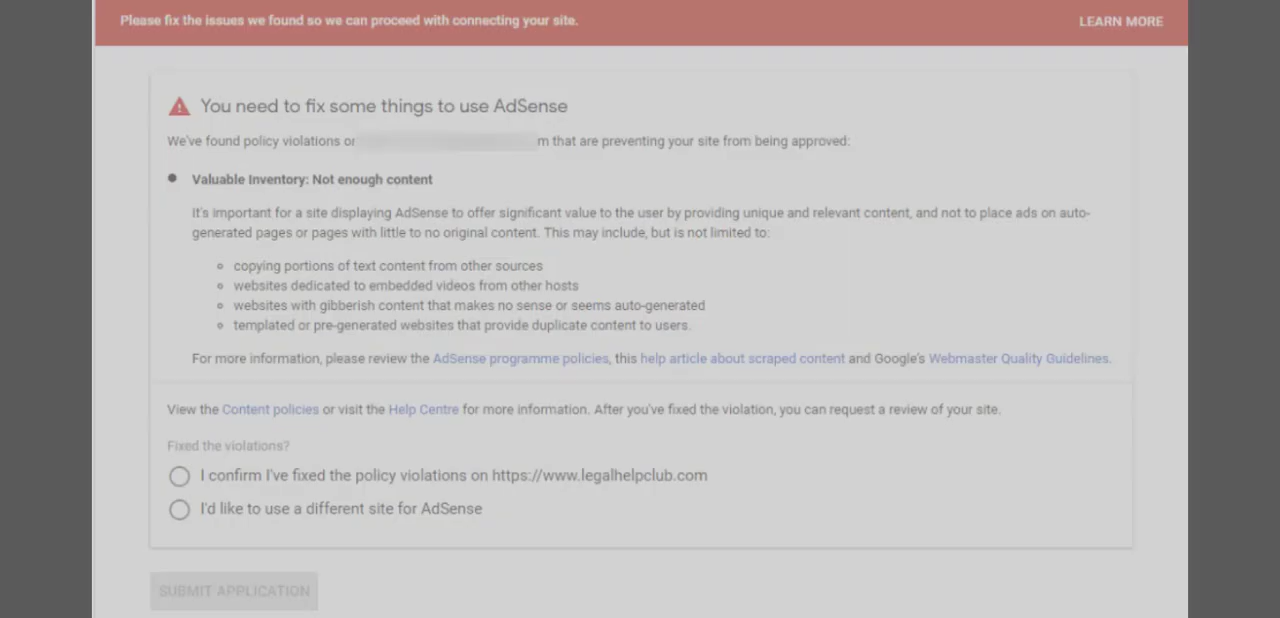 Please fix the issues we found so we can proceed with connecting your site.
LEARN MORE
You need to fix some things to use AdSense
We've found policy violations or m that are preventing your site from being approved:
Valuable Inventory: Not enough content
It's important for a site displaying AdSense to offer significant value to the user by providing unique and relevant content, and not to place ads on auto-
generated pages or pages with little to no original content. This may include, but is not limited to:
copying portions of text content from other sources
websites dedicated to embedded videos from other hosts
websites with gibberish content that makes no sense or seems auto-generated
templated or pre-generated websites that provide duplicate content to users.
For more information, please review the AdSense programme policies, this help article about scraped content and Google's Webmaster Quality Guidelines.
View the Content policies or visit the Help Centre for more information. After you've fixed the violation, you can request a review of your site.
Fixed the violations?
I confirm I've fixed the policy violations on https://www.legalhelpclub.com
I'd like to use a different site for AdSense
SUBMIT APPLICATION